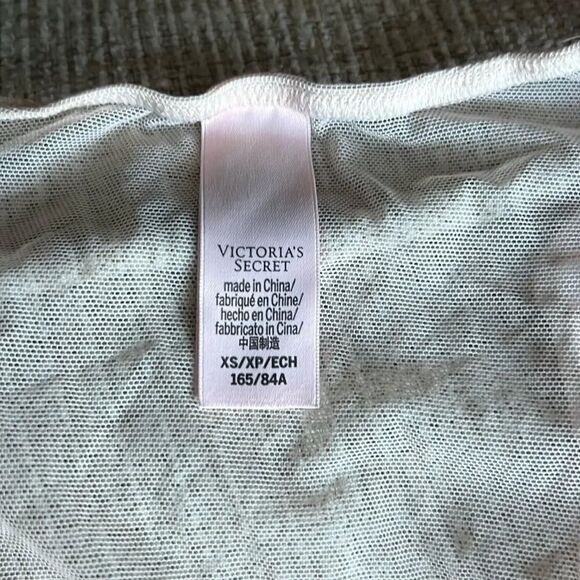 VICTORIA'S
SECRET
made in China/
fabriqué en Chine/
hecho en China/
fabbricato in Cina/
中国制造
XS/XP/ECH
165/84A